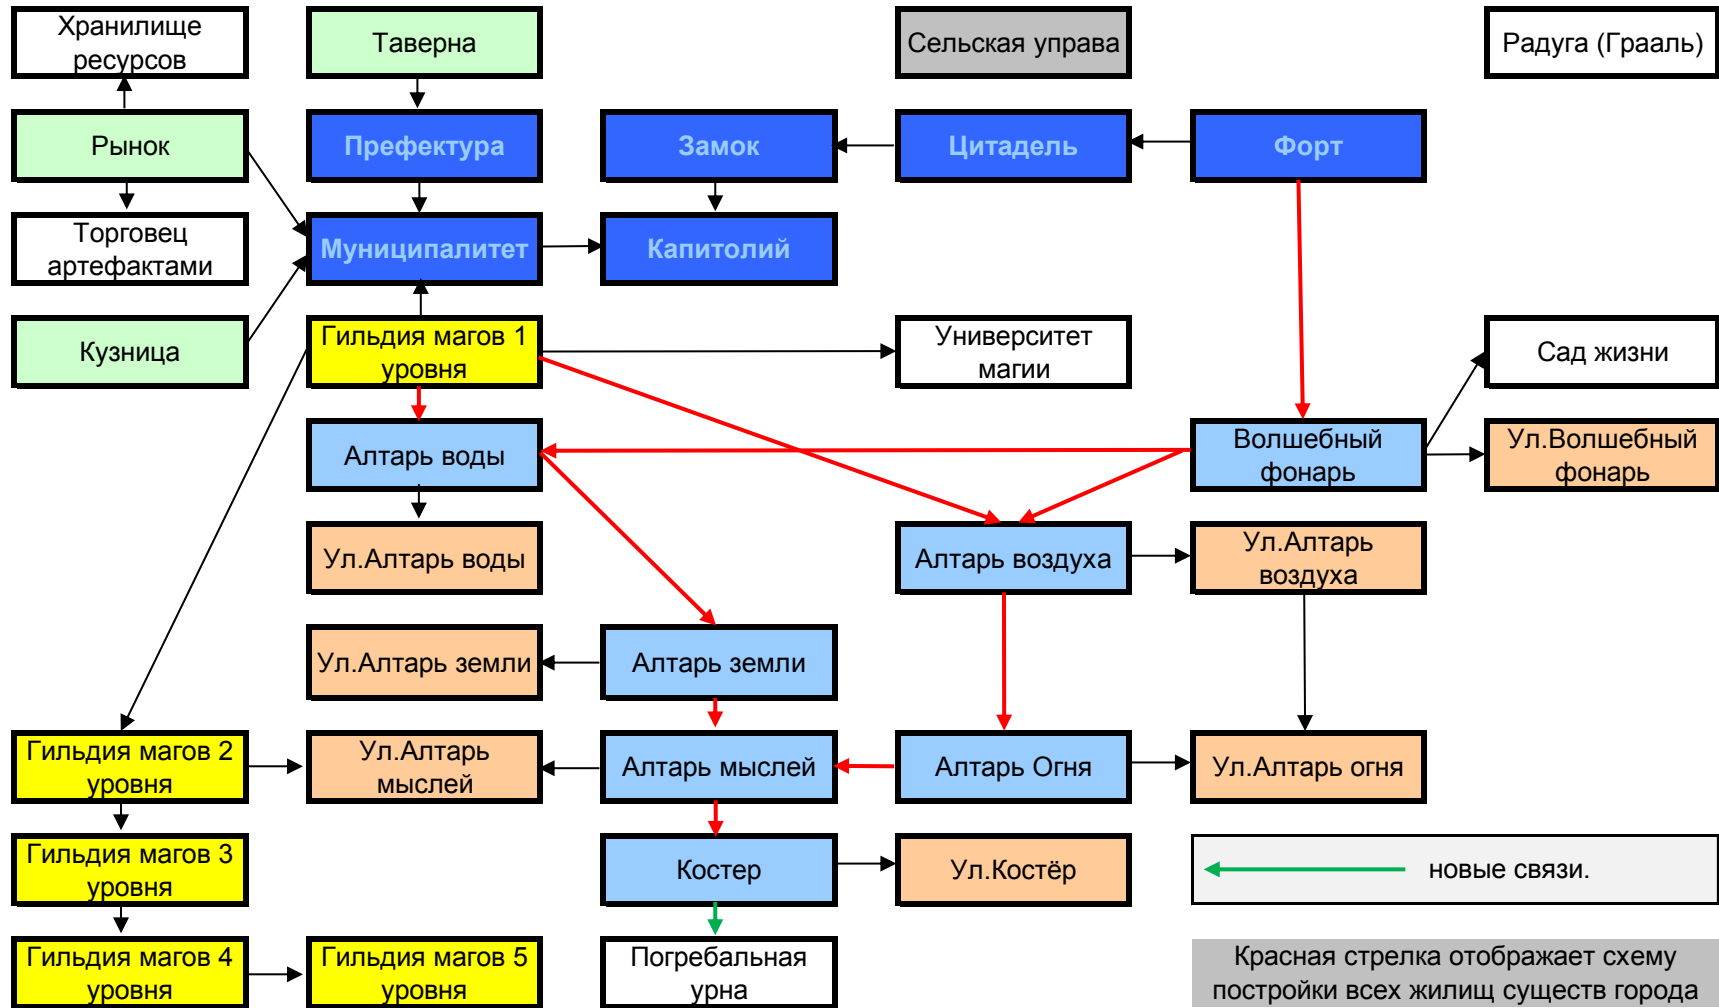 Хранилище
ресурсов
Таверна
Сельская управа
Радуга (Грааль)
Рынок
Префектура
Замок
Цитадель
Форт
Торговец
артефактами
Муниципалитет
Капитолий
Кузница
Гильдия магов 1
уровня
Университет
магии
Сад жизни
Алтарь воды
Волшебный
фонарь
Ул.Волшебный
фонарь
Ул.Алтарь воды
Алтарь воздуха
Ул.Алтарь
воздуха
Ул.Алтарь земли
Алтарь земли
Гильдия магов 2
уровня
Ул.Алтарь
мыслей
Алтарь мыслей
Алтарь Огня
Ул.Алтарь огня
Гильдия магов 3
уровня
Костер
Ул.Костёр
новые связи.
Гильдия магов 4
уровня
Гильдия магов 5
уровня
Погребальная
урна
Красная стрелка отображает схему
постройки всех жилищ существ города